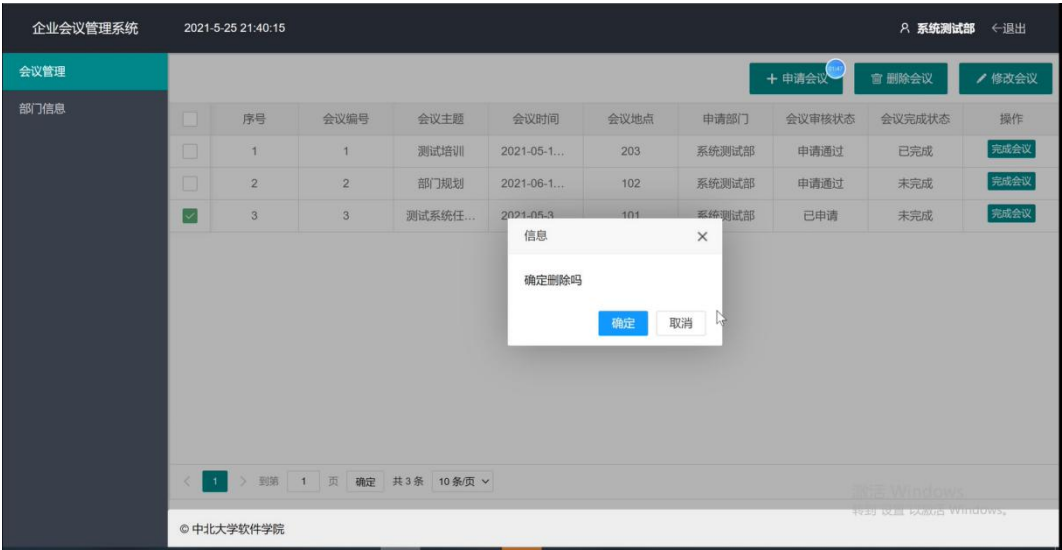 企业会议管理系统 2021-5-25 21:40:15 系统测试部 ←退出
会议管理
部门信息
+ 申请会议 删除会议 修改会议
序号 会议编号 会议主题 会议时间 会议地点 申请部门 会议审核状态 会议完成状态 操作
1 1 测试培训 2021-05-1... 203 系统测试部 申请通过 已完成 完成会议
2 2 部门规划 2021-06-1... 102 系统测试部 申请通过 未完成 完成会议
3 3 测试系统任... 2021-05-3 101 系统测试部 已申请 未完成 完成会议
信息
确定删除吗
确定 取消
1 到第 1 页 确定 共 3 条 10 条/页
激活 Windows
转到"设置"以激活 Windows。
© 中北大学软件学院